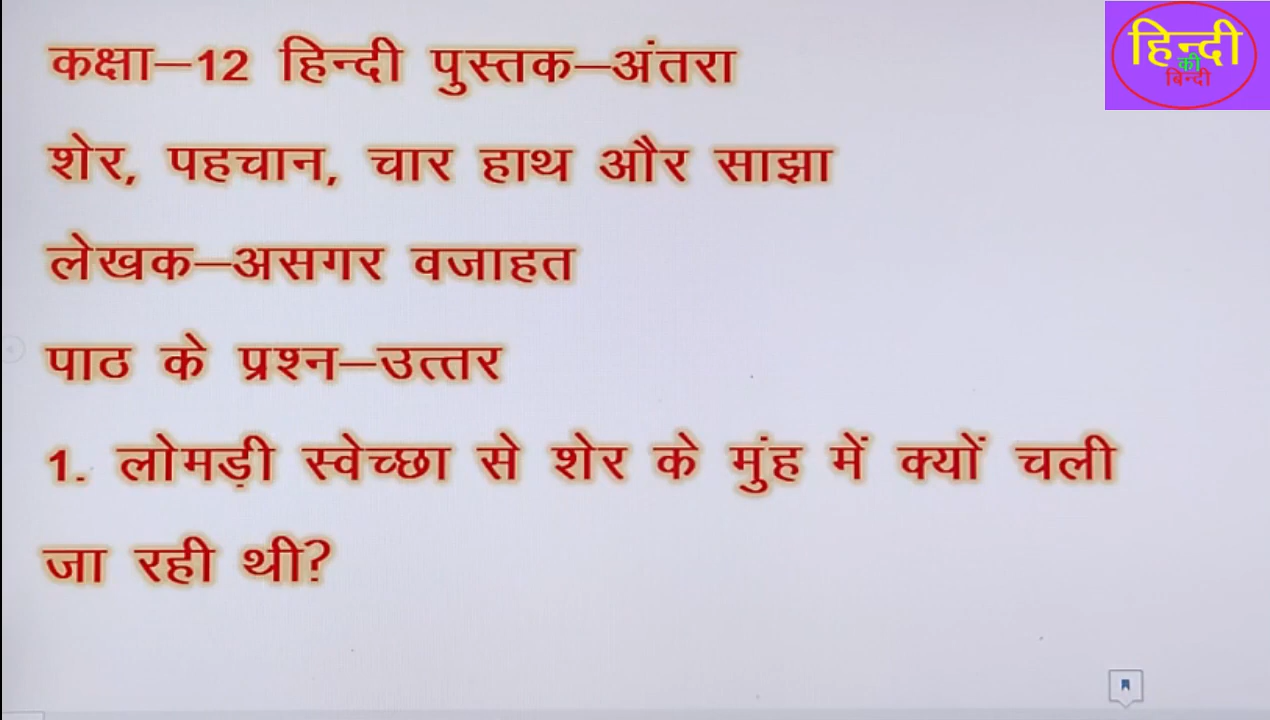 कक्षा–12 हिन्दी पुस्तक–अंतरा
हिन्दी
की
बिन्दी
शेर, पहचान, चार हाथ और साझा
लेखक–असगर वजाहत
पाठ के प्रश्न–उत्तर
1. लोमड़ी स्वेच्छा से शेर के मुंह में क्यों चली
जा रही थी?